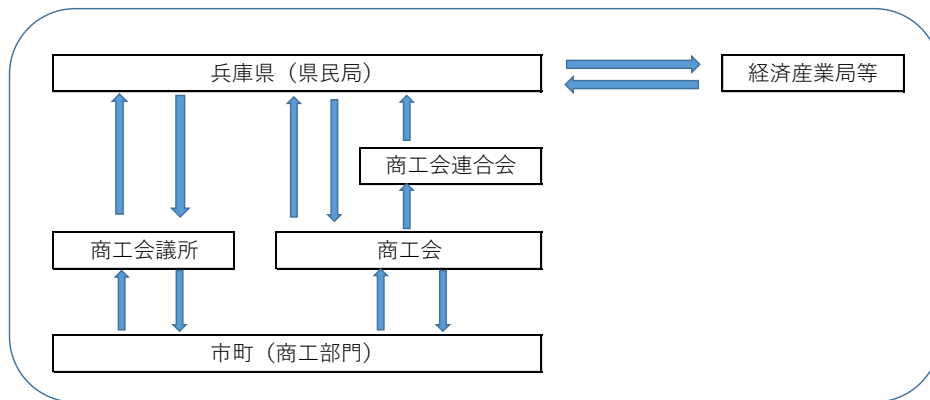 兵庫県（県民局）
経済産業局等
商工会連合会
商工会議所
商工会
市町（商工部門）